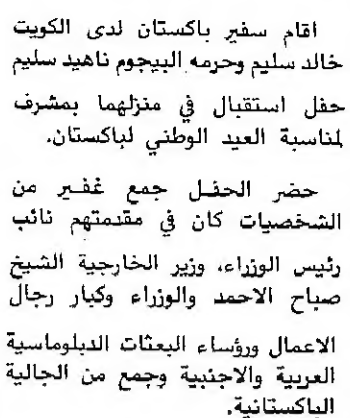 اقام سفير باكستان لدى الكويت
خالد سليم وحرمه البيجوم ناهيد سليم
حفل استقبال في منزلهما بمشرف
لمناسبة العيد الوطني لباكستان.
حضر الحفل جمع غفير من
الشخصيات كان في مقدمتهم نائب
رئيس الوزراء، وزير الخارجية الشيخ
صباح الاحمد والوزراء وكبار رجال
الاعمال ورؤساء البعثات الدبلوماسية
العربية والاجنبية وجمع من الجالية
الباكستانية.